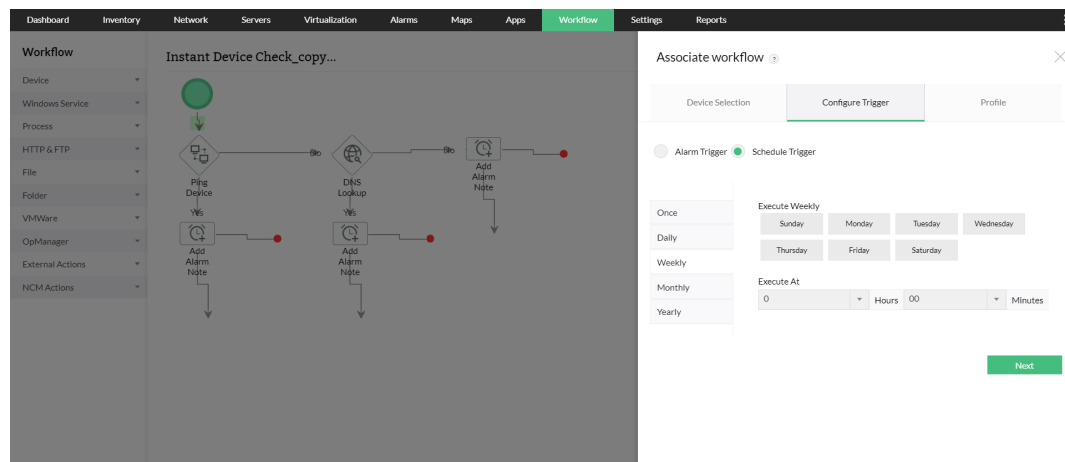 Dashboard Inventory Network Servers Virtualization Alarms Maps Apps Workflow Settings Reports
Workflow
Device
Windows Service
Process
HTTP & FTP
File
Folder
VMWare
OpManager
External Actions
NCM Actions
Instant Device Check_copy...
Ping
Device
No
DNS
Lookup
No
Add
Alarm
Note
Yes
Add
Alarm
Note
Yes
Add
Alarm
Note
Associate workflow ?
Device Selection Configure Trigger Profile
Alarm Trigger Schedule Trigger
Once
Daily
Weekly
Monthly
Yearly
Execute Weekly
Sunday Monday Tuesday Wednesday
Thursday Friday Saturday
Execute At
0 Hours 00 Minutes
Next